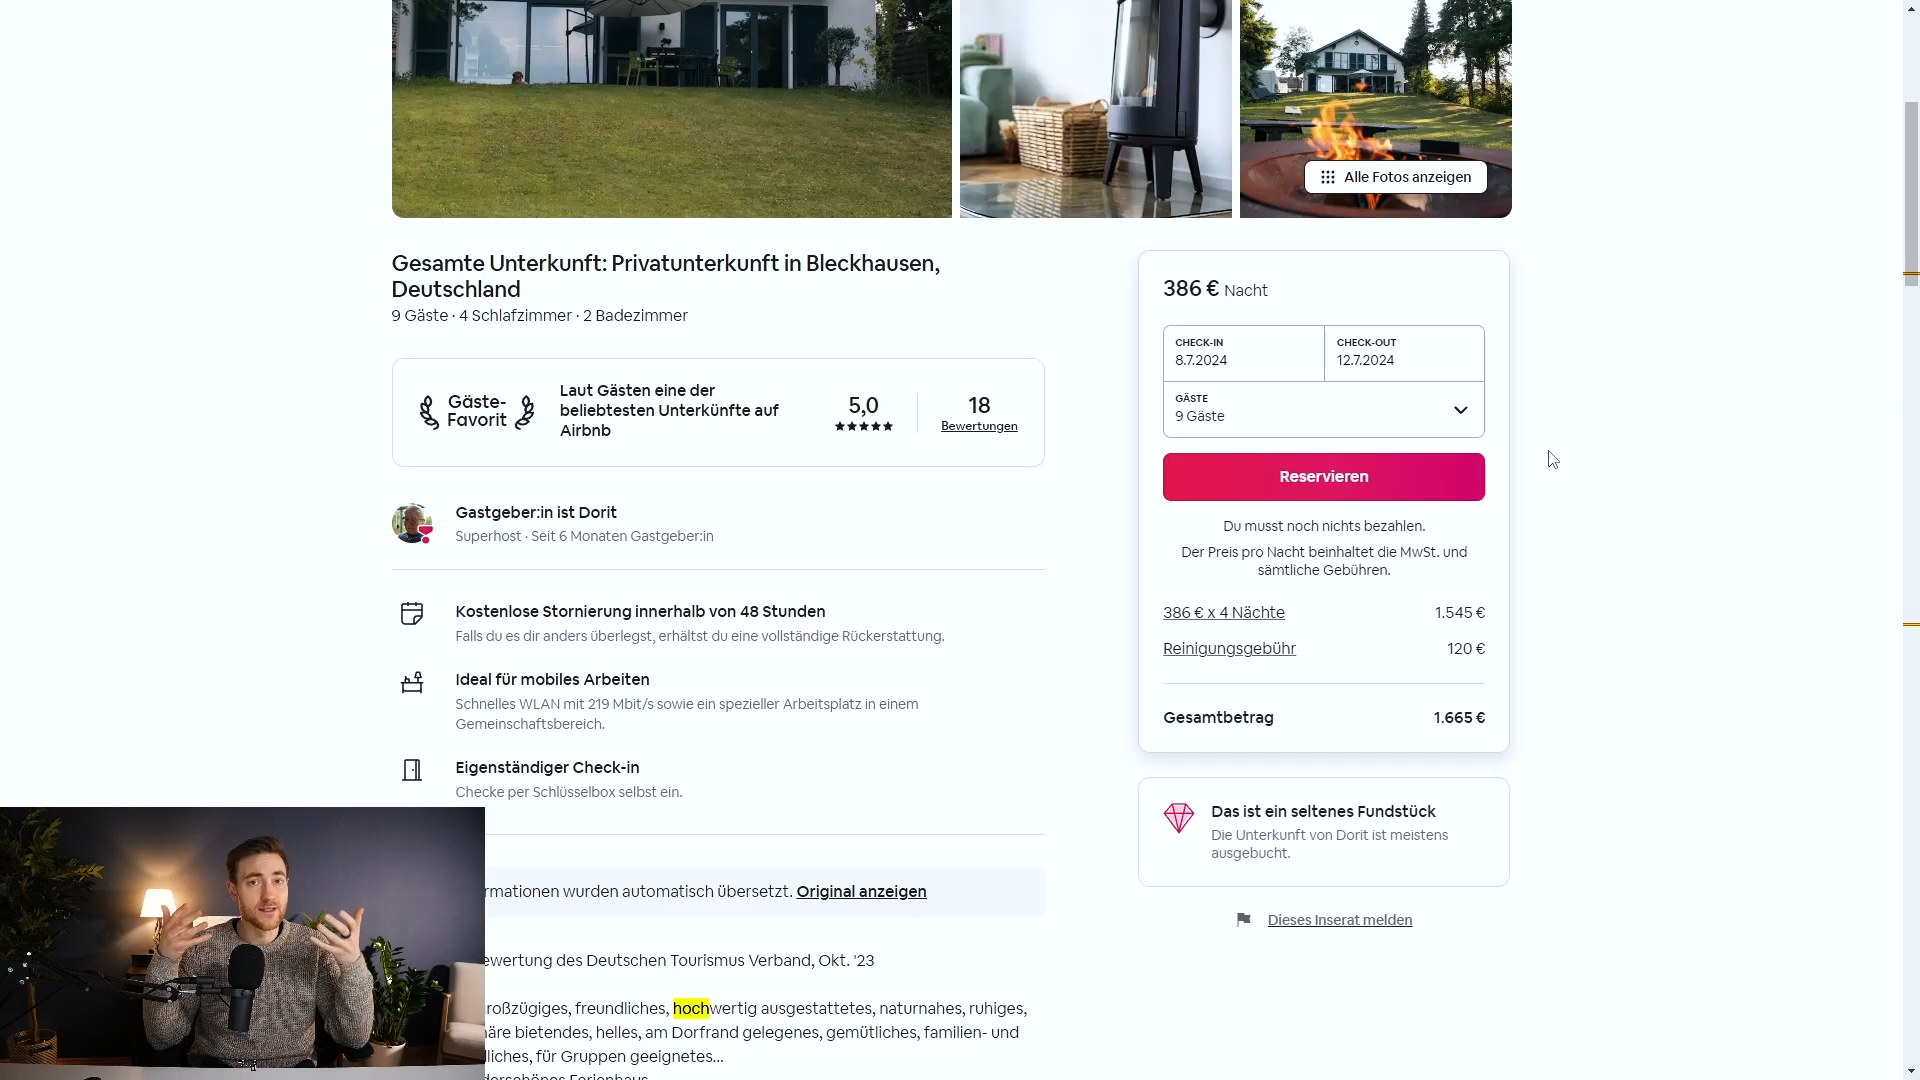 Alle Fotos anzeigen
Gesamte Unterkunft: Privatunterkunft in Bleckhausen,
Deutschland
9 Gäste · 4 Schlafzimmer · 2 Badezimmer
Gäste-
Favorit
Laut Gästen eine der
beliebtesten Unterkünfte auf
Airbnb
5,0
18
Bewertungen
Gastgeber:in ist Dorit
Superhost · Seit 6 Monaten Gastgeber:in
Kostenlose Stornierung innerhalb von 48 Stunden
Falls du es dir anders überlegst, erhältst du eine vollständige Rückerstattung.
Ideal für mobiles Arbeiten
Schnelles WLAN mit 219 Mbit/s sowie ein spezieller Arbeitsplatz in einem
Gemeinschaftsbereich.
Eigenständiger Check-in
Checke per Schlüsselbox selbst ein.
rmationen wurden automatisch übersetzt. Original anzeigen
ewertung des Deutschen Tourismus Verband, Okt. '23
roßzügiges, freundliches, hochwertig ausgestattetes, naturnahes, ruhiges,
näre bietendes, helles, am Dorfrand gelegenes, gemütliches, familien- und
dliches, für Gruppen geeignetes...
386 € Nacht
CHECK-IN
8.7.2024
CHECK-OUT
12.7.2024
GÄSTE
9 Gäste
Reservieren
Du musst noch nichts bezahlen.
Der Preis pro Nacht beinhaltet die MwSt. und
sämtliche Gebühren.
386 € x 4 Nächte
1.545 €
Reinigungsgebühr
120 €
Gesamtbetrag
1.665 €
Das ist ein seltenes Fundstück
Die Unterkunft von Dorit ist meistens
ausgebucht.
Dieses Inserat melden